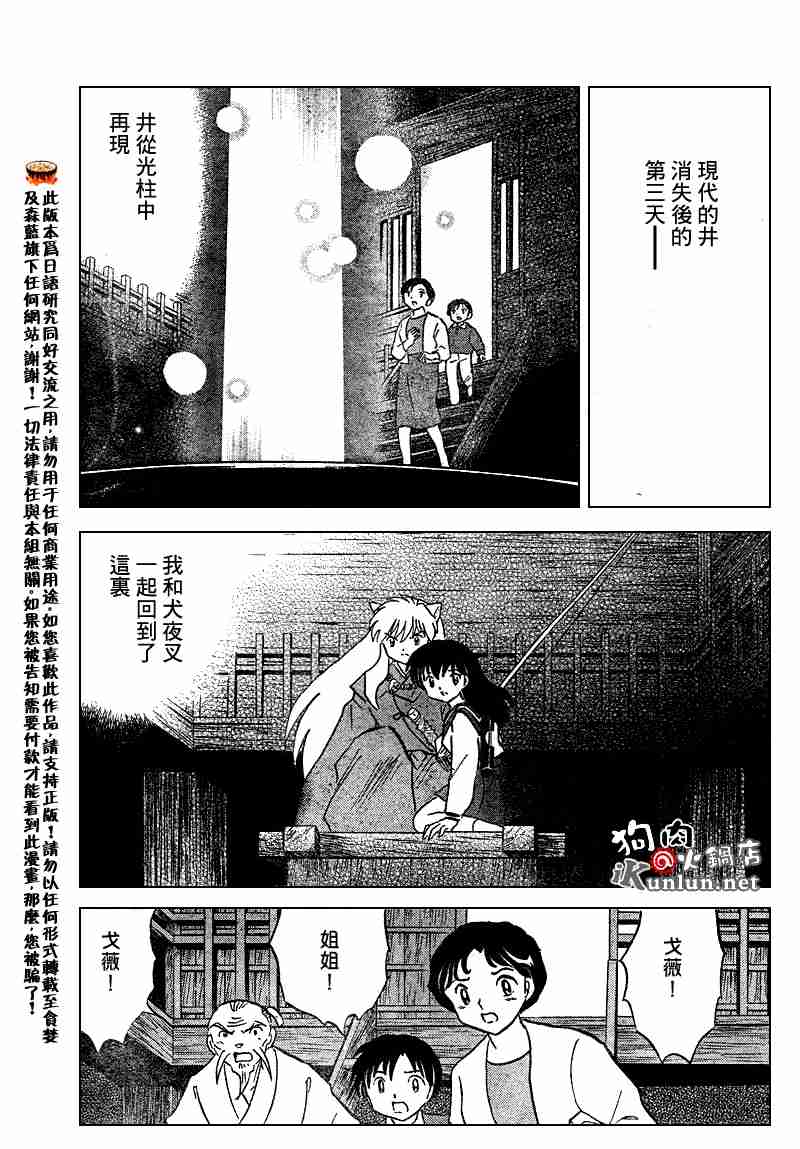 現代的井
消失後的
第三天——
井從光柱中
再現
我和犬夜叉
一起回到了
這裏
戈薇！
姐姐！
戈薇！
狗肉@火鍋店
iKunlun.net
此版本爲日語研究同好交流之用，請勿用于任何商業用途。如您喜歡此作品，請支持正版！請勿以任何形式轉載至貪婪
及森藍旗下任何網站，謝謝！一切法律責任與本組無關。如果您被告知需要付款才能看到此漫畫，那麼，您被騙了！